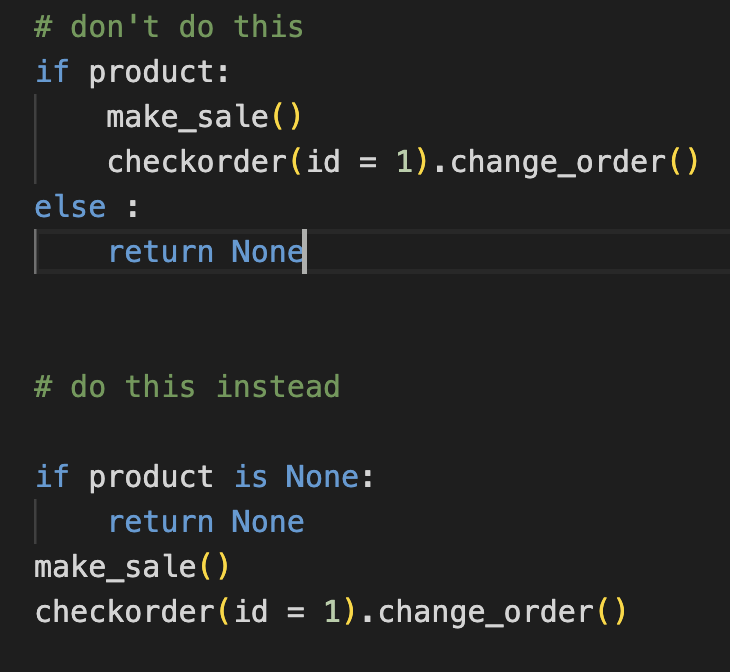 # don't do this
if product:
    make_sale()
    checkorder(id = 1).change_order()
else :
    return None
# do this instead
if product is None:
    return None
make_sale()
checkorder(id = 1).change_order()